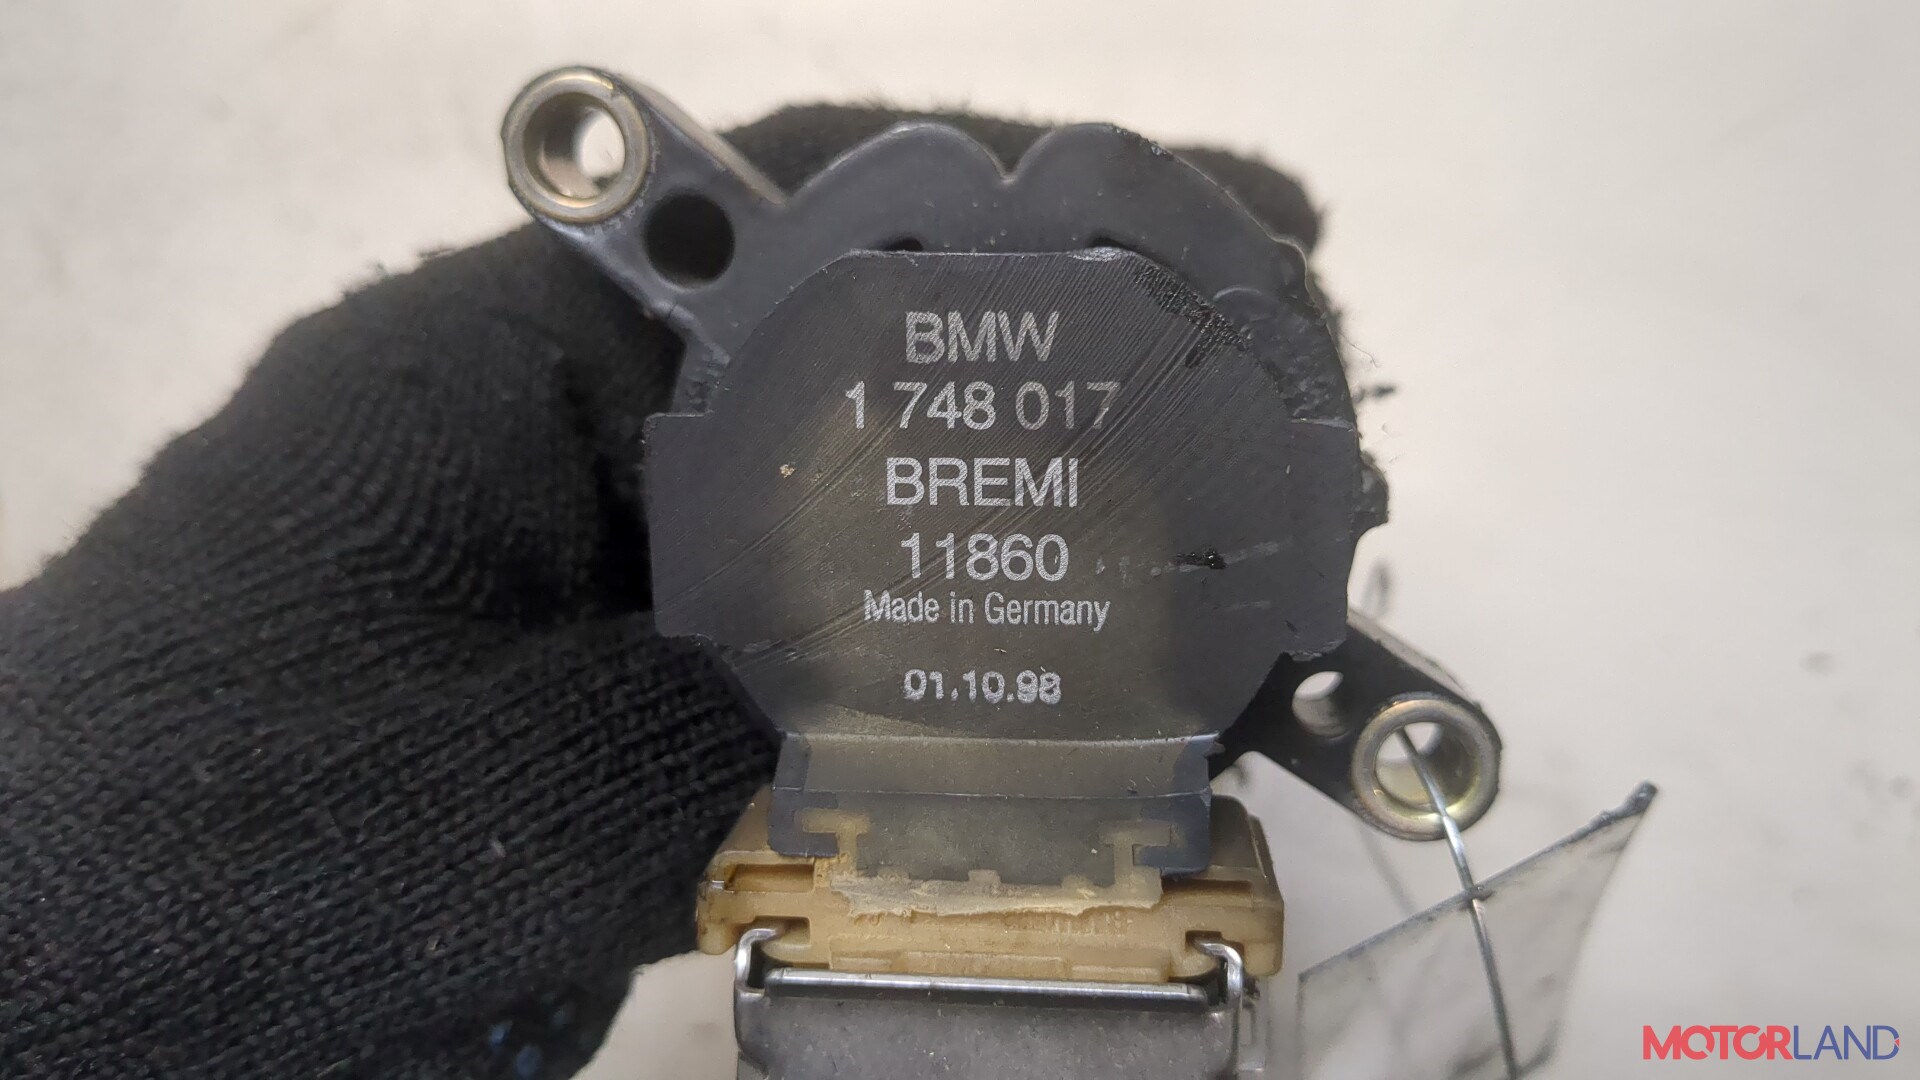 BMW
1 748 017
BREMI
11860
Made in Germany
01.10.98
MOTORLAND